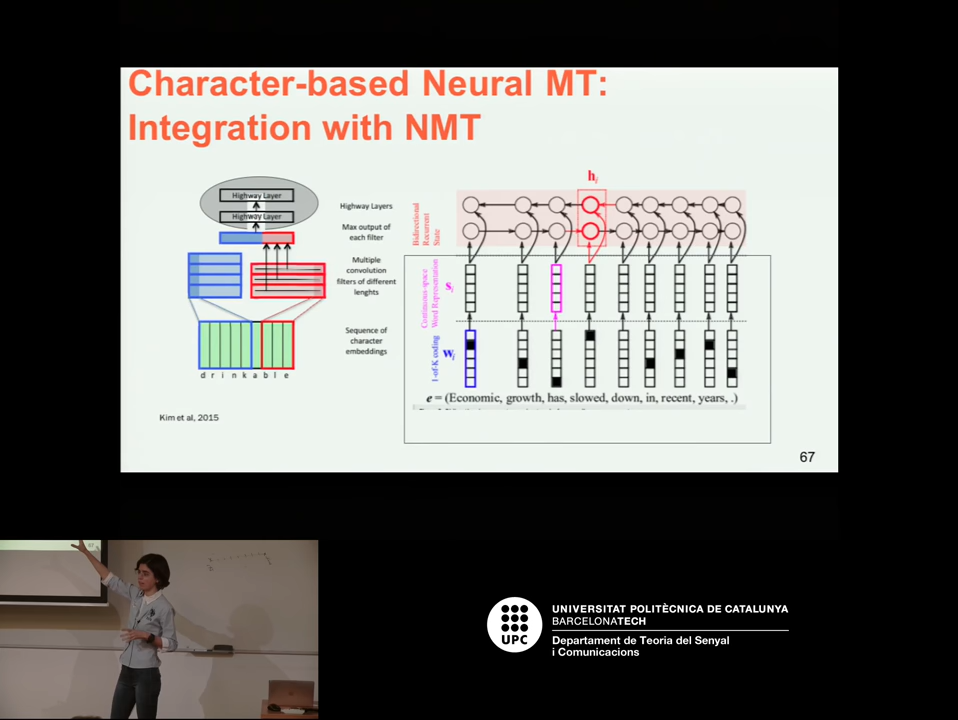 Character-based Neural MT:
Integration with NMT
Highway Layer
Highway Layer
Highway Layers
Max output of
each filter
Multiple
convolution
filters of different
lenghts
Sequence of
character
embeddings
d r i n k a b l e
Kim et al, 2015
hj
Bidirectional
Recurrent
State
Continuous-space
Word Representation
si
1-of-K coding
wi
e = (Economic, growth, has, slowed, down, in, recent, years, .)
67
UPC
UNIVERSITAT POLITÈCNICA DE CATALUNYA
BARCELONATECH
Departament de Teoria del Senyal
i Comunicacions